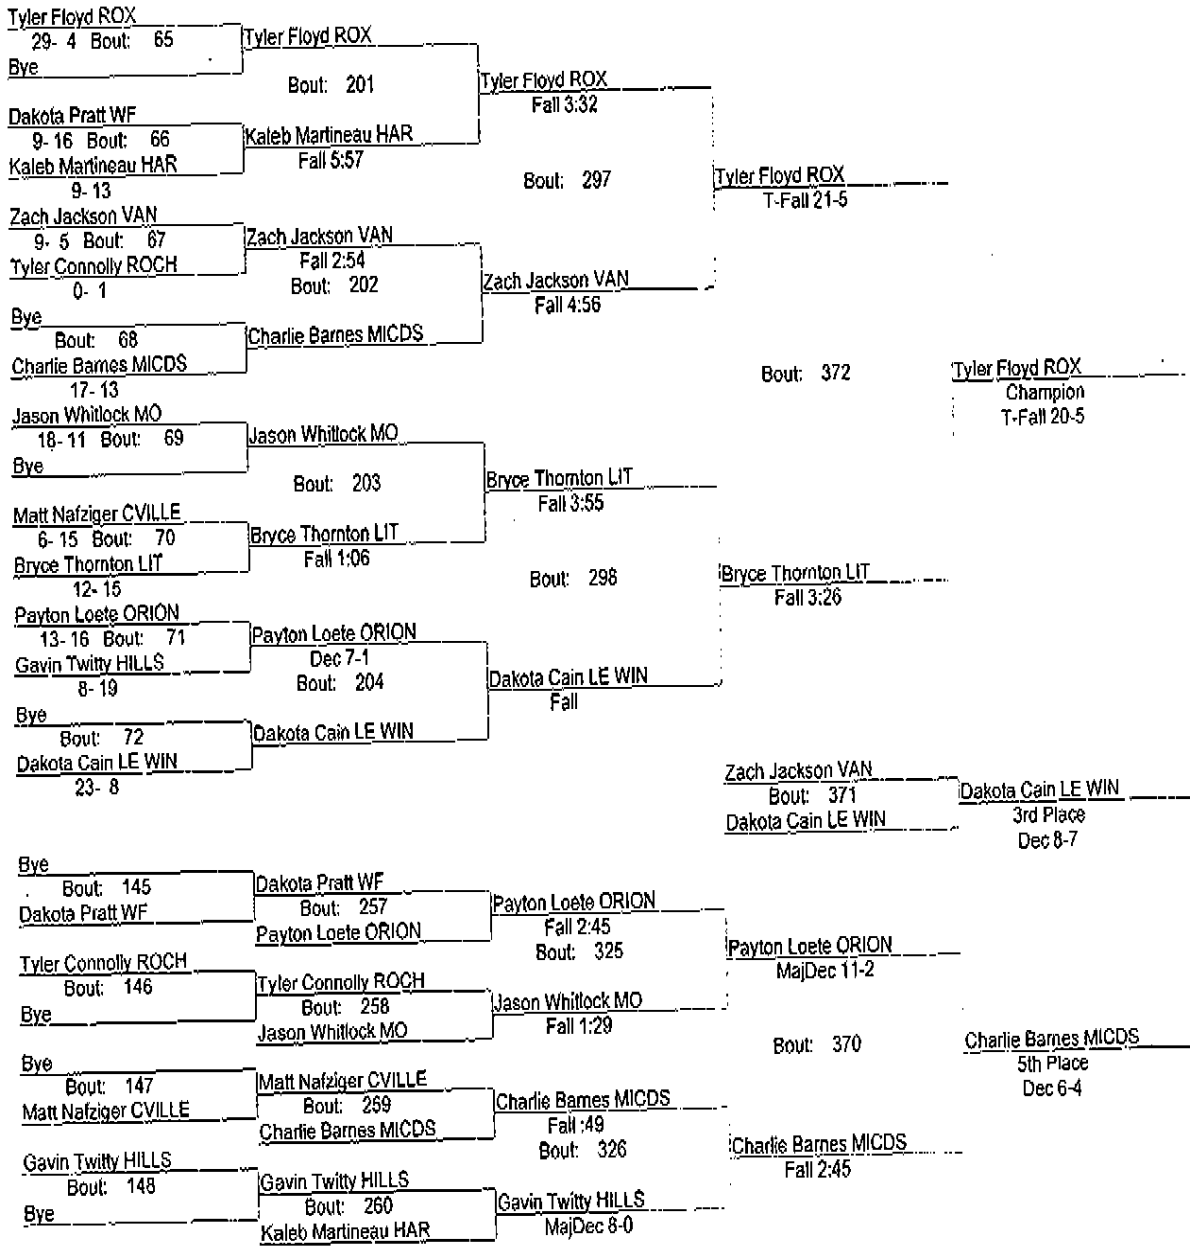 Tyler Floyd ROX
29- 4 Bout: 65
Bye
Tyler Floyd ROX
Bout: 201
Dakota Pratt WF
9- 16 Bout: 66
Kaleb Martineau HAR
9- 13
Kaleb Martineau HAR
Fall 5:57
Tyler Floyd ROX
Fall 3:32
Bout: 297
Zach Jackson VAN
9- 5 Bout: 67
Tyler Connolly ROCH
0- 1
Zach Jackson VAN
Fall 2:54
Bout: 202
Bye
Bout: 68
Charlie Barnes MICDS
17- 13
Charlie Barnes MICDS
Zach Jackson VAN
Fall 4:56
Tyler Floyd ROX
T-Fall 21-5
Bout: 372
Tyler Floyd ROX
Champion
T-Fall 20-5
Jason Whitlock MO
18- 11 Bout: 69
Bye
Jason Whitlock MO
Bout: 203
Matt Nafziger CVILLE
6- 15 Bout: 70
Bryce Thornton LIT
12- 15
Bryce Thornton LIT
Fall 1:06
Bryce Thornton LIT
Fall 3:55
Bout: 298
Payton Loete ORION
13- 16 Bout: 71
Gavin Twitty HILLS
8- 19
Payton Loete ORION
Dec 7-1
Bout: 204
Bye
Bout: 72
Dakota Cain LE WIN
23- 8
Dakota Cain LE WIN
Dakota Cain LE WIN
Fall
Bryce Thornton LIT
Fall 3:26
Zach Jackson VAN
Bout: 371
Dakota Cain LE WIN
Dakota Cain LE WIN
3rd Place
Dec 8-7
Bye
Bout: 145
Dakota Pratt WF
Dakota Pratt WF
Bout: 257
Payton Loete ORION
Payton Loete ORION
Fall 2:45
Bout: 325
Tyler Connolly ROCH
Bout: 146
Bye
Tyler Connolly ROCH
Bout: 258
Jason Whitlock MO
Jason Whitlock MO
Fall 1:29
Payton Loete ORION
MajDec 11-2
Bout: 370
Charlie Barnes MICDS
5th Place
Dec 6-4
Bye
Bout: 147
Matt Nafziger CVILLE
Matt Nafziger CVILLE
Bout: 259
Charlie Barnes MICDS
Charlie Barnes MICDS
Fall :49
Bout: 326
Gavin Twitty HILLS
Bout: 148
Bye
Gavin Twitty HILLS
Bout: 260
Kaleb Martineau HAR
Gavin Twitty HILLS
MajDec 8-0
Charlie Barnes MICDS
Fall 2:45